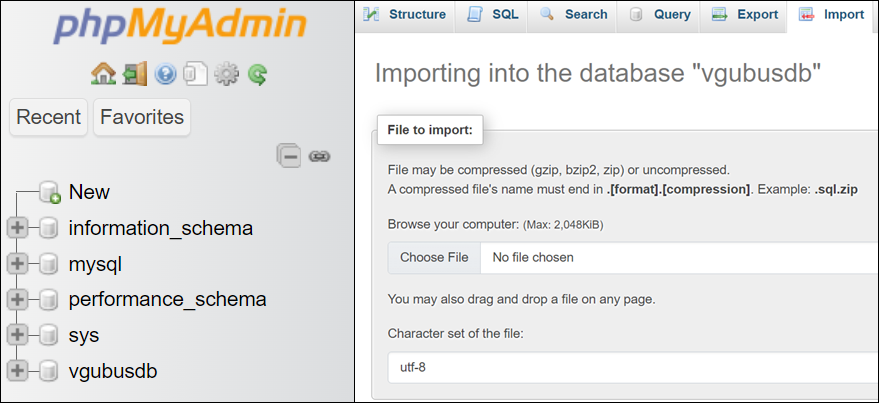 phpMyAdmin
Recent Favorites
New
information_schema
mysql
performance_schema
sys
vgubusdb
Structure SQL Search Query Export Import
Importing into the database "vgubusdb"
File to import:
File may be compressed (gzip, bzip2, zip) or uncompressed.
A compressed file's name must end in .[format].[compression]. Example: .sql.zip
Browse your computer: (Max: 2,048KiB)
Choose File No file chosen
You may also drag and drop a file on any page.
Character set of the file:
utf-8